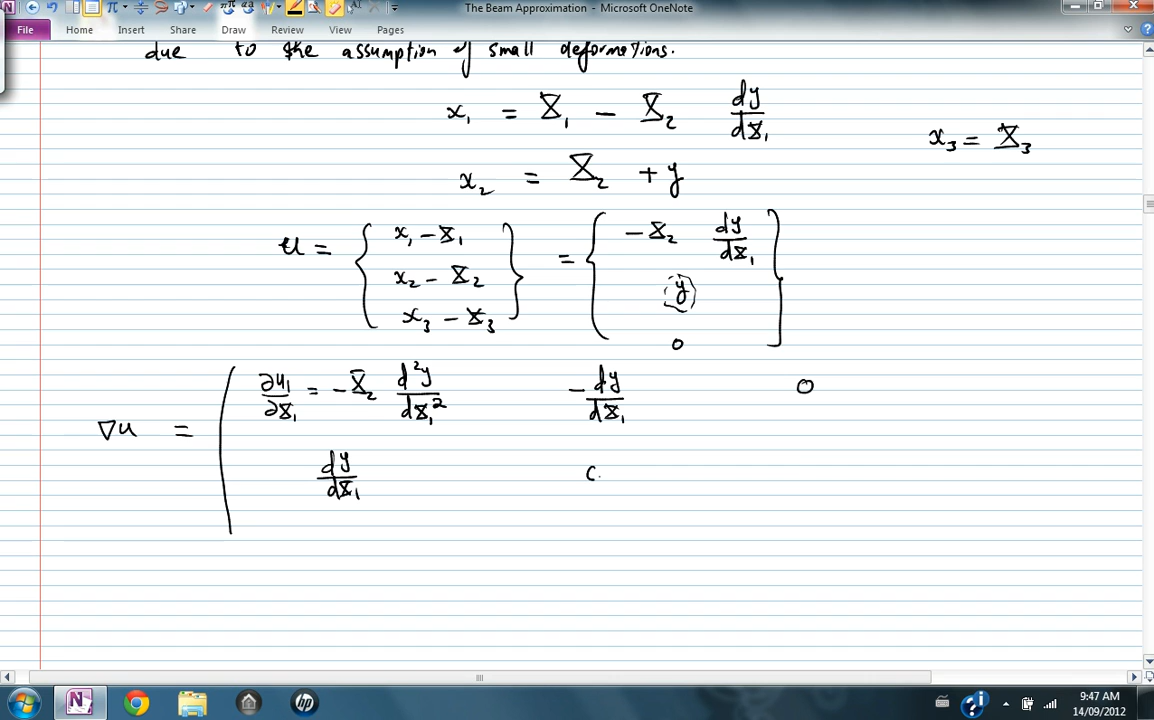 The Beam Approximation - Microsoft OneNote
File Home Insert Share Draw Review View Pages
due to the assumption of small deformations.
x₁ = X₁ − X₂ dy/dX₁
x₃ = X₃
x₂ = X₂ + y
u = { x₁ − X₁ } = { −X₂ dy/dX₁ }
x₂ − X₂ y
x₃ − X₃ 0
∇u = ( ∂u₁/∂X₁ = −X₂ d²y/dX₁² −dy/dX₁ 0
dy/dX₁
9:47 AM
14/09/2012